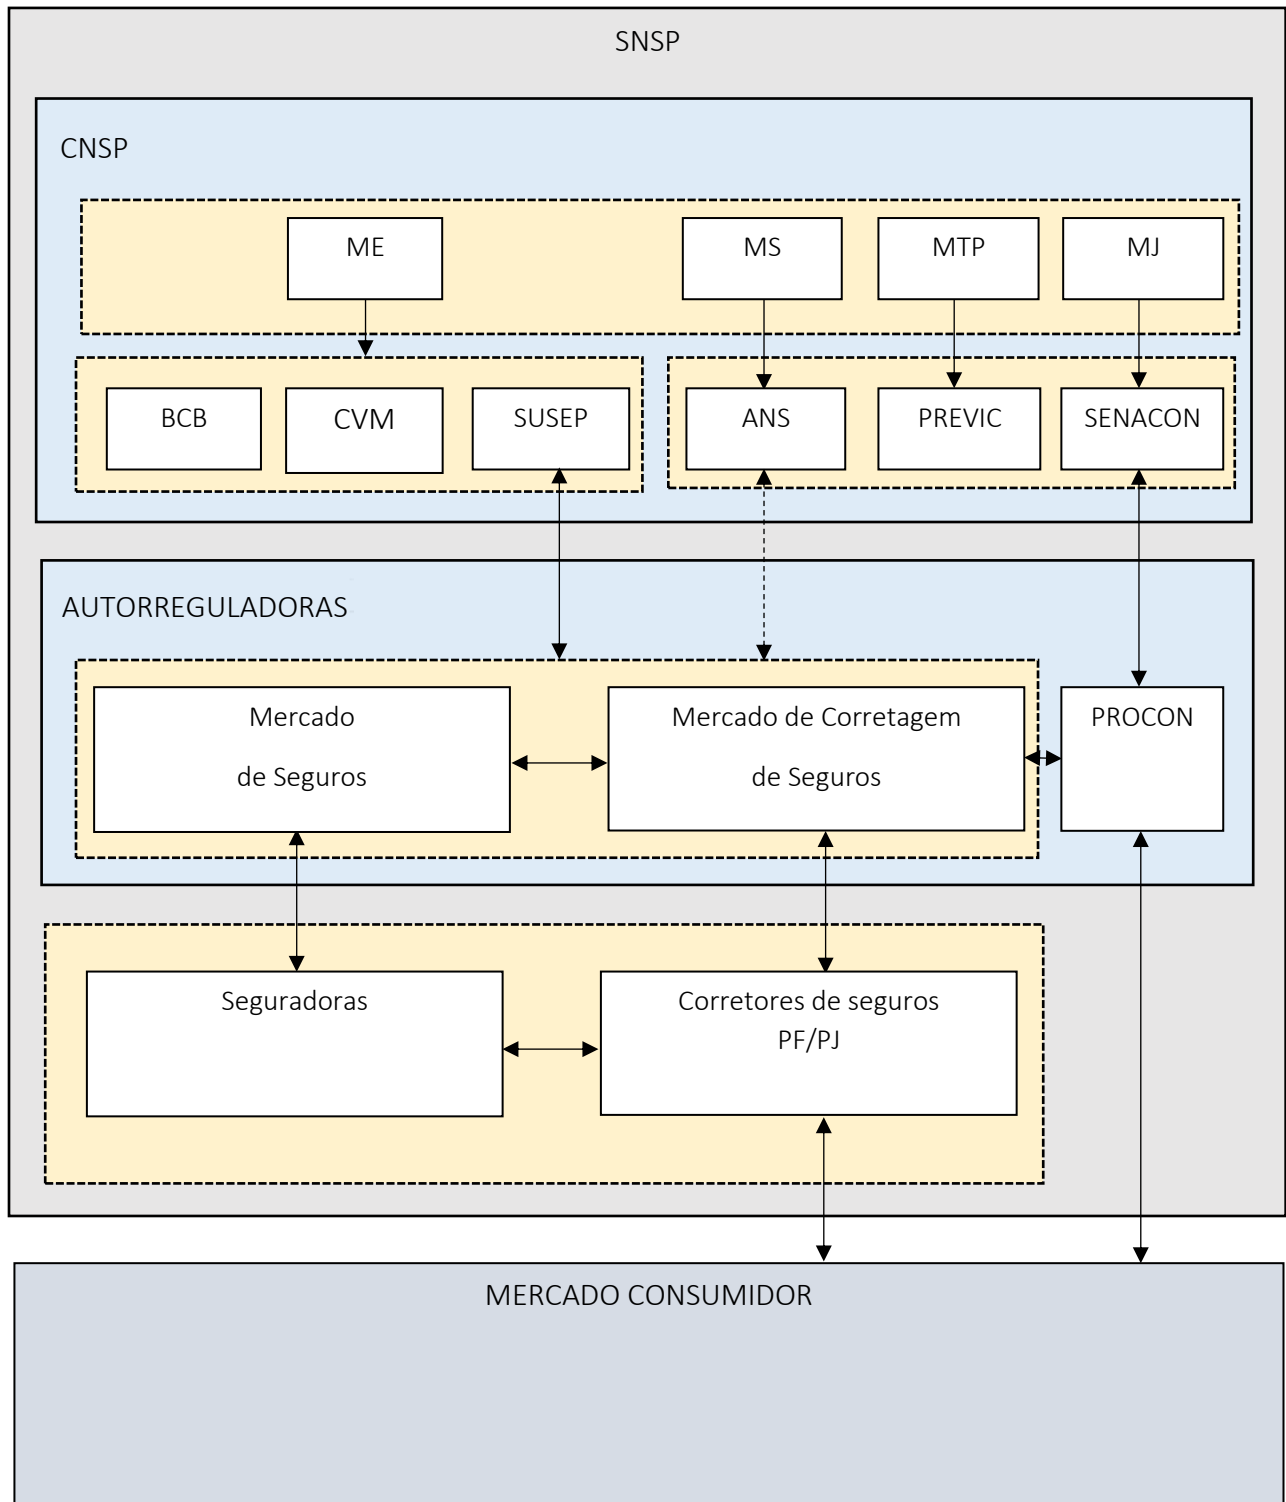 SNSP
CNSP
ME
MS
MTP
MJ
BCB
CVM
SUSEP
ANS
PREVIC
SENACON
AUTORREGULADORAS
Mercado
de Seguros
Mercado de Corretagem
de Seguros
PROCON
Seguradoras
Corretores de seguros
PF/PJ
MERCADO CONSUMIDOR